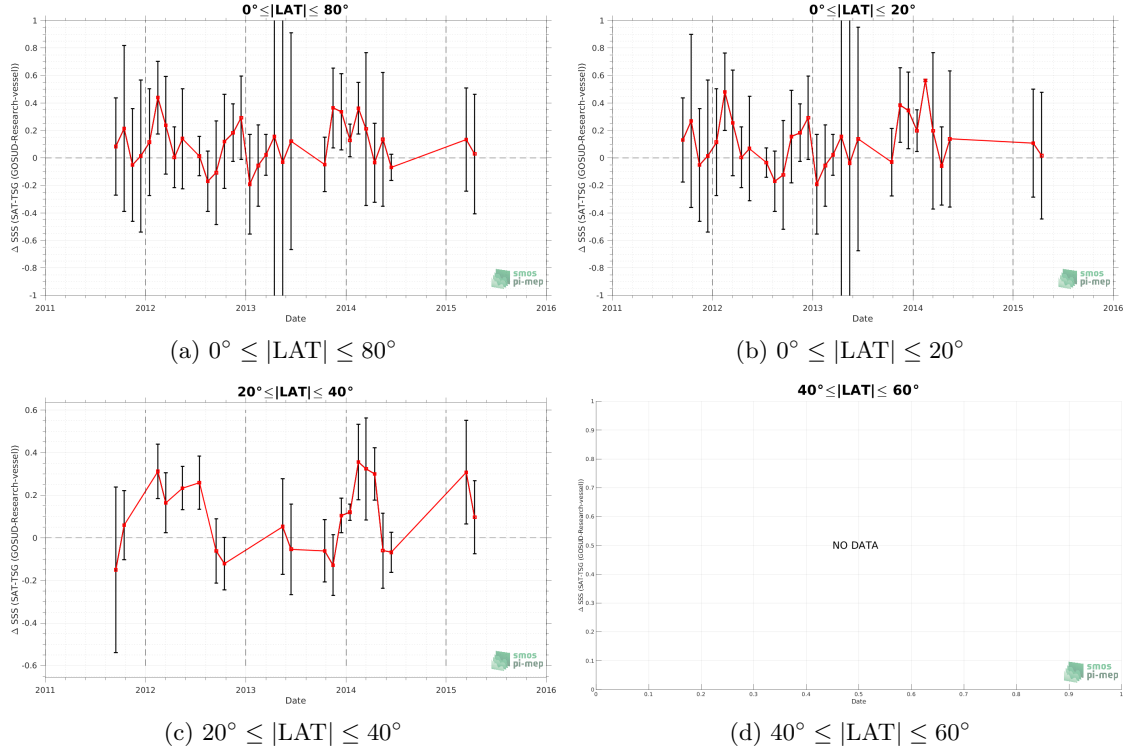 0°≤|LAT|≤ 80°
1
0.8
0.6
0.4
0.2
0
-0.2
-0.4
-0.6
-0.8
-1
Δ SSS (SAT-TSG (GOSUD-Research-vessel))
2011 2012 2013 2014 2015 2016
Date
smos
pi-mep
(a) 0° ≤ |LAT| ≤ 80°
0°≤|LAT|≤ 20°
1
0.8
0.6
0.4
0.2
0
-0.2
-0.4
-0.6
-0.8
-1
Δ SSS (SAT-TSG (GOSUD-Research-vessel))
2011 2012 2013 2014 2015 2016
Date
smos
pi-mep
(b) 0° ≤ |LAT| ≤ 20°
20°≤|LAT|≤ 40°
0.6
0.4
0.2
0
-0.2
-0.4
-0.6
Δ SSS (SAT-TSG (GOSUD-Research-vessel))
2011 2012 2013 2014 2015 2016
Date
smos
pi-mep
(c) 20° ≤ |LAT| ≤ 40°
40°≤|LAT|≤ 60°
1
0.9
0.8
0.7
0.6
0.5
0.4
0.3
0.2
0.1
0
Δ SSS (SAT-TSG (GOSUD-Research-vessel))
NO DATA
0 0.1 0.2 0.3 0.4 0.5 0.6 0.7 0.8 0.9 1
Date
smos
pi-mep
(d) 40° ≤ |LAT| ≤ 60°